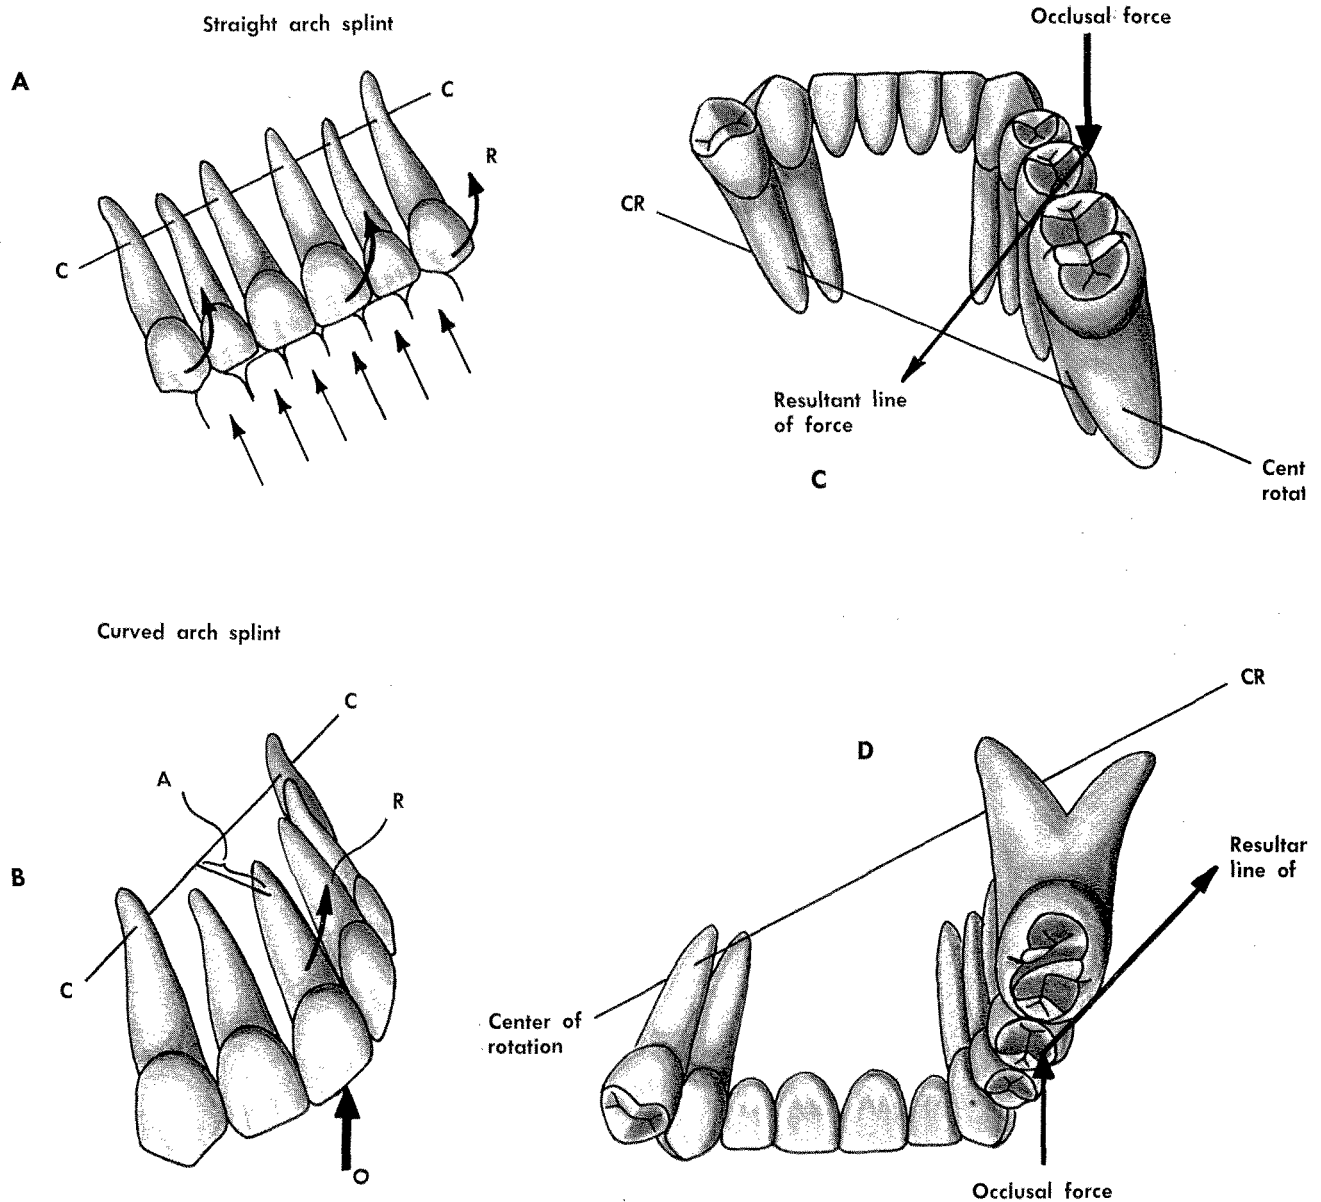 Straight arch splint
A
C
R
C
Occlusal force
CR
Resultant line
of force
C
Cent
rotat
Curved arch splint
C
A
R
B
C
O
D
CR
Resultar
line of
Center of
rotation
Occlusal force